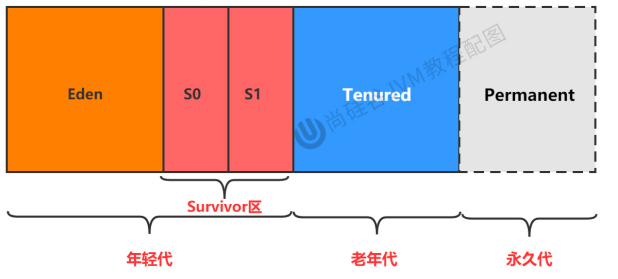 Eden
S0
S1
Tenured
Permanent
尚硅谷JVM教程配图
Survivor区
年轻代
老年代
永久代